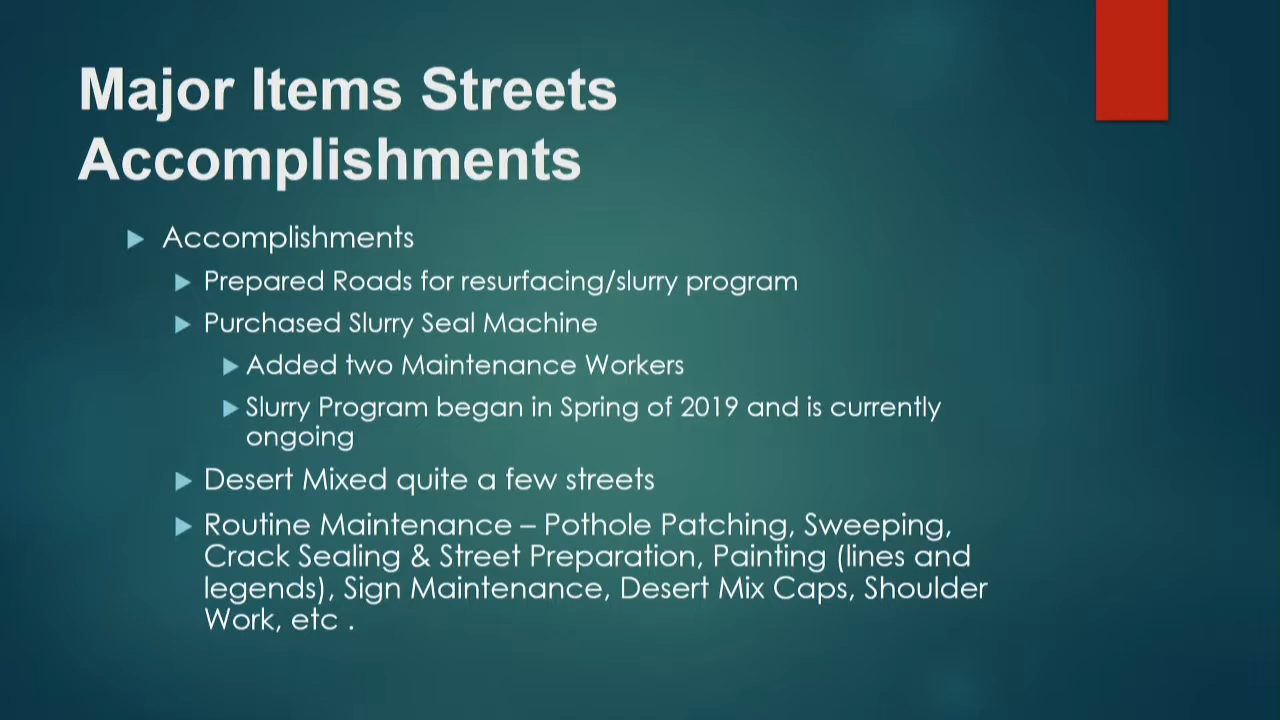 Major Items Streets
Accomplishments
Accomplishments
Prepared Roads for resurfacing/slurry program
Purchased Slurry Seal Machine
Added two Maintenance Workers
Slurry Program began in Spring of 2019 and is currently
ongoing
Desert Mixed quite a few streets
Routine Maintenance – Pothole Patching, Sweeping,
Crack Sealing & Street Preparation, Painting (lines and
legends), Sign Maintenance, Desert Mix Caps, Shoulder
Work, etc .